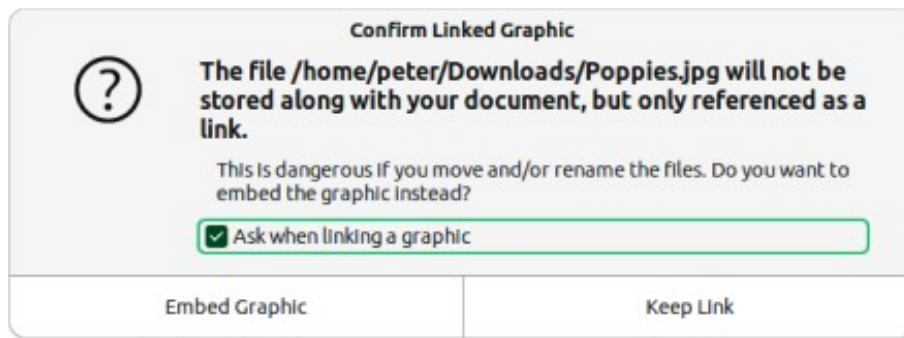 Confirm Linked Graphic
The file /home/peter/Downloads/Poppies.jpg will not be
stored along with your document, but only referenced as a
link.
This is dangerous if you move and/or rename the files. Do you want to
embed the graphic instead?
Ask when linking a graphic
Embed Graphic
Keep Link